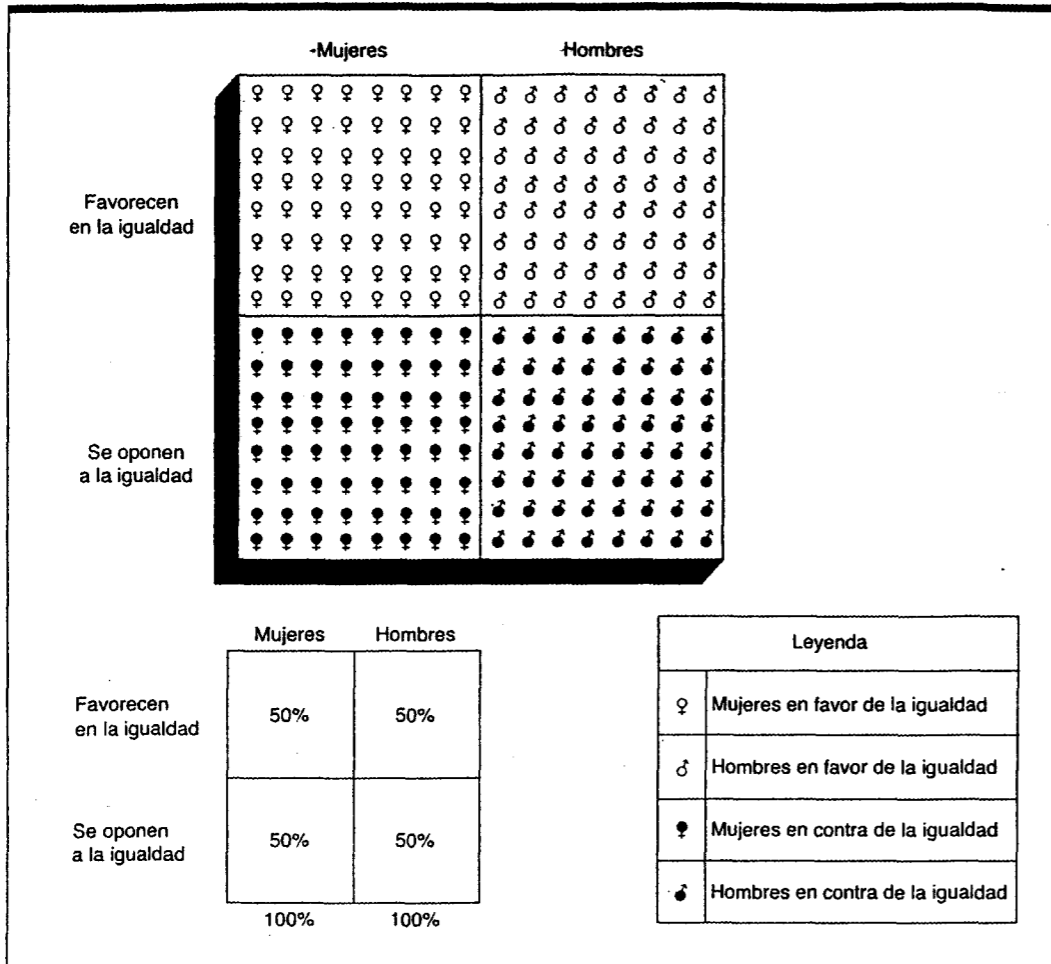 -Mujeres
-Hombres
Favorecen
en la igualdad
Se oponen
a la igualdad
Mujeres
Hombres
Favorecen
en la igualdad
50%
50%
Se oponen
a la igualdad
50%
50%
100%
100%
Leyenda
♀ Mujeres en favor de la igualdad
♂ Hombres en favor de la igualdad
Mujeres en contra de la igualdad
Hombres en contra de la igualdad